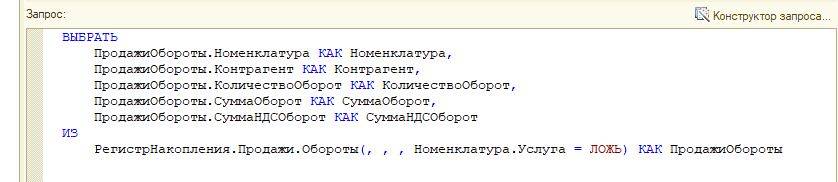 Запрос:
Конструктор запроса...
ВЫБРАТЬ
ПродажиОбороты.Номенклатура КАК Номенклатура,
ПродажиОбороты.Контрагент КАК Контрагент,
ПродажиОбороты.КоличествоОборот КАК КоличествоОборот,
ПродажиОбороты.СуммаОборот КАК СуммаОборот,
ПродажиОбороты.СуммаНДСОборот КАК СуммаНДСОборот
ИЗ
РегистрНакопления.Продажи.Обороты(, , , Номенклатура.Услуга = ЛОЖЬ) КАК ПродажиОбороты